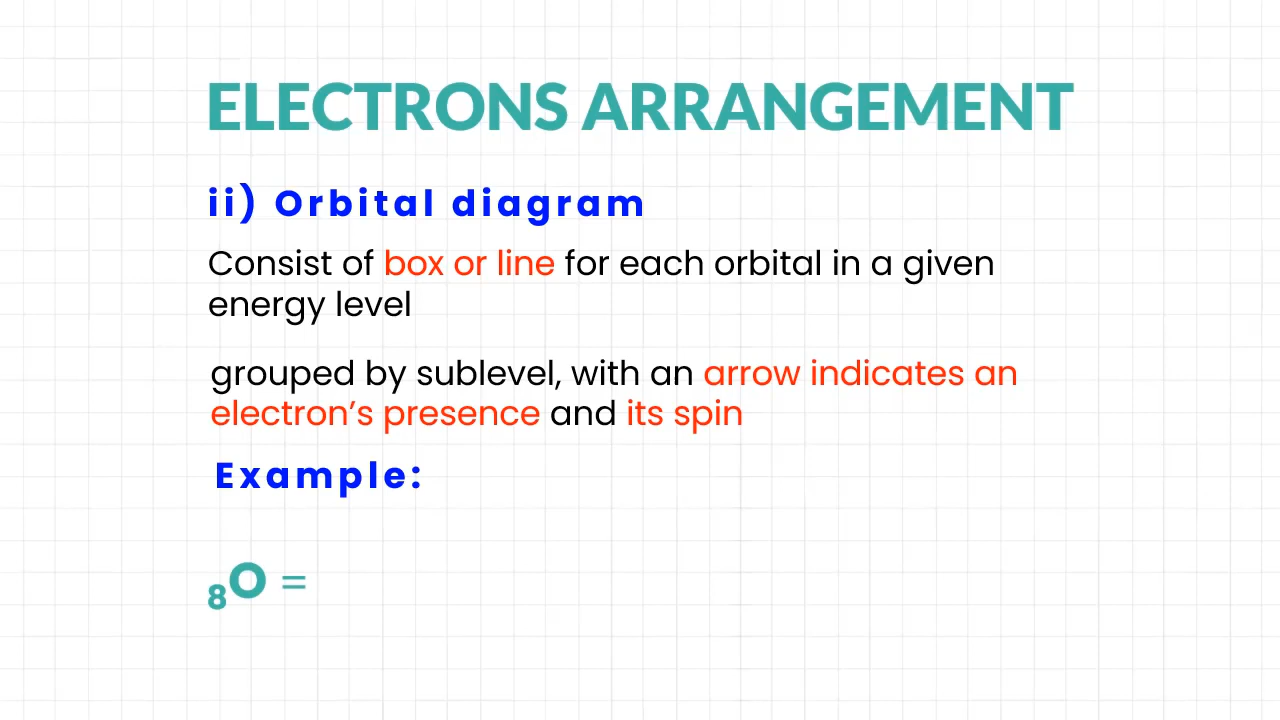 ELECTRONS ARRANGEMENT
ii) Orbital diagram
Consist of box or line for each orbital in a given
energy level
grouped by sublevel, with an arrow indicates an
electron’s presence and its spin
Example:
₈O =